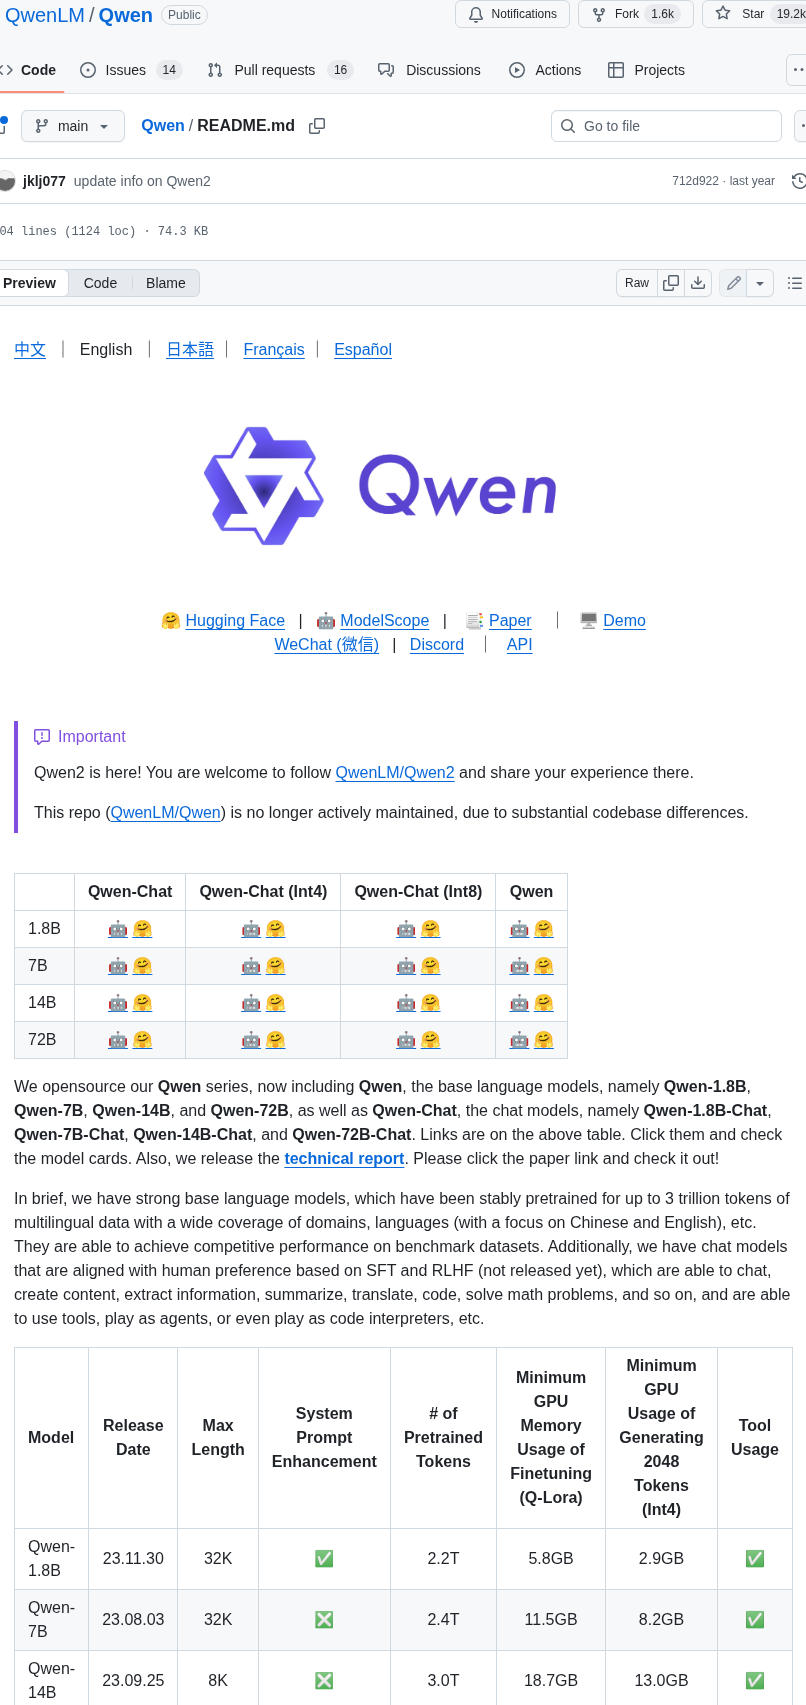 QwenLM / Qwen Public Notifications Fork 1.6k Star 19.2k
Code Issues 14 Pull requests 16 Discussions Actions Projects
main Qwen / README.md Go to file
jklj077 update info on Qwen2 712d922 · last year
04 lines (1124 loc) · 74.3 KB
Preview Code Blame Raw
中文 | English | 日本語 | Français | Español
Qwen
🤗 Hugging Face | 🤖 ModelScope | 📑 Paper | 🖥️ Demo
WeChat (微信) | Discord | API
Important
Qwen2 is here! You are welcome to follow QwenLM/Qwen2 and share your experience there.
This repo (QwenLM/Qwen) is no longer actively maintained, due to substantial codebase differences.
Qwen-Chat Qwen-Chat (Int4) Qwen-Chat (Int8) Qwen
1.8B 🤖 🤗 🤖 🤗 🤖 🤗 🤖 🤗
7B 🤖 🤗 🤖 🤗 🤖 🤗 🤖 🤗
14B 🤖 🤗 🤖 🤗 🤖 🤗 🤖 🤗
72B 🤖 🤗 🤖 🤗 🤖 🤗 🤖 🤗
We opensource our Qwen series, now including Qwen, the base language models, namely Qwen-1.8B,
Qwen-7B, Qwen-14B, and Qwen-72B, as well as Qwen-Chat, the chat models, namely Qwen-1.8B-Chat,
Qwen-7B-Chat, Qwen-14B-Chat, and Qwen-72B-Chat. Links are on the above table. Click them and check
the model cards. Also, we release the technical report. Please click the paper link and check it out!
In brief, we have strong base language models, which have been stably pretrained for up to 3 trillion tokens of
multilingual data with a wide coverage of domains, languages (with a focus on Chinese and English), etc.
They are able to achieve competitive performance on benchmark datasets. Additionally, we have chat models
that are aligned with human preference based on SFT and RLHF (not released yet), which are able to chat,
create content, extract information, summarize, translate, code, solve math problems, and so on, and are able
to use tools, play as agents, or even play as code interpreters, etc.
Model Release Date Max Length System Prompt Enhancement # of Pretrained Tokens Minimum GPU Memory Usage of Finetuning (Q-Lora) Minimum GPU Usage of Generating 2048 Tokens (Int4) Tool Usage
Qwen-1.8B 23.11.30 32K ✅ 2.2T 5.8GB 2.9GB ✅
Qwen-7B 23.08.03 32K ❎ 2.4T 11.5GB 8.2GB ✅
Qwen-14B 23.09.25 8K ❎ 3.0T 18.7GB 13.0GB ✅